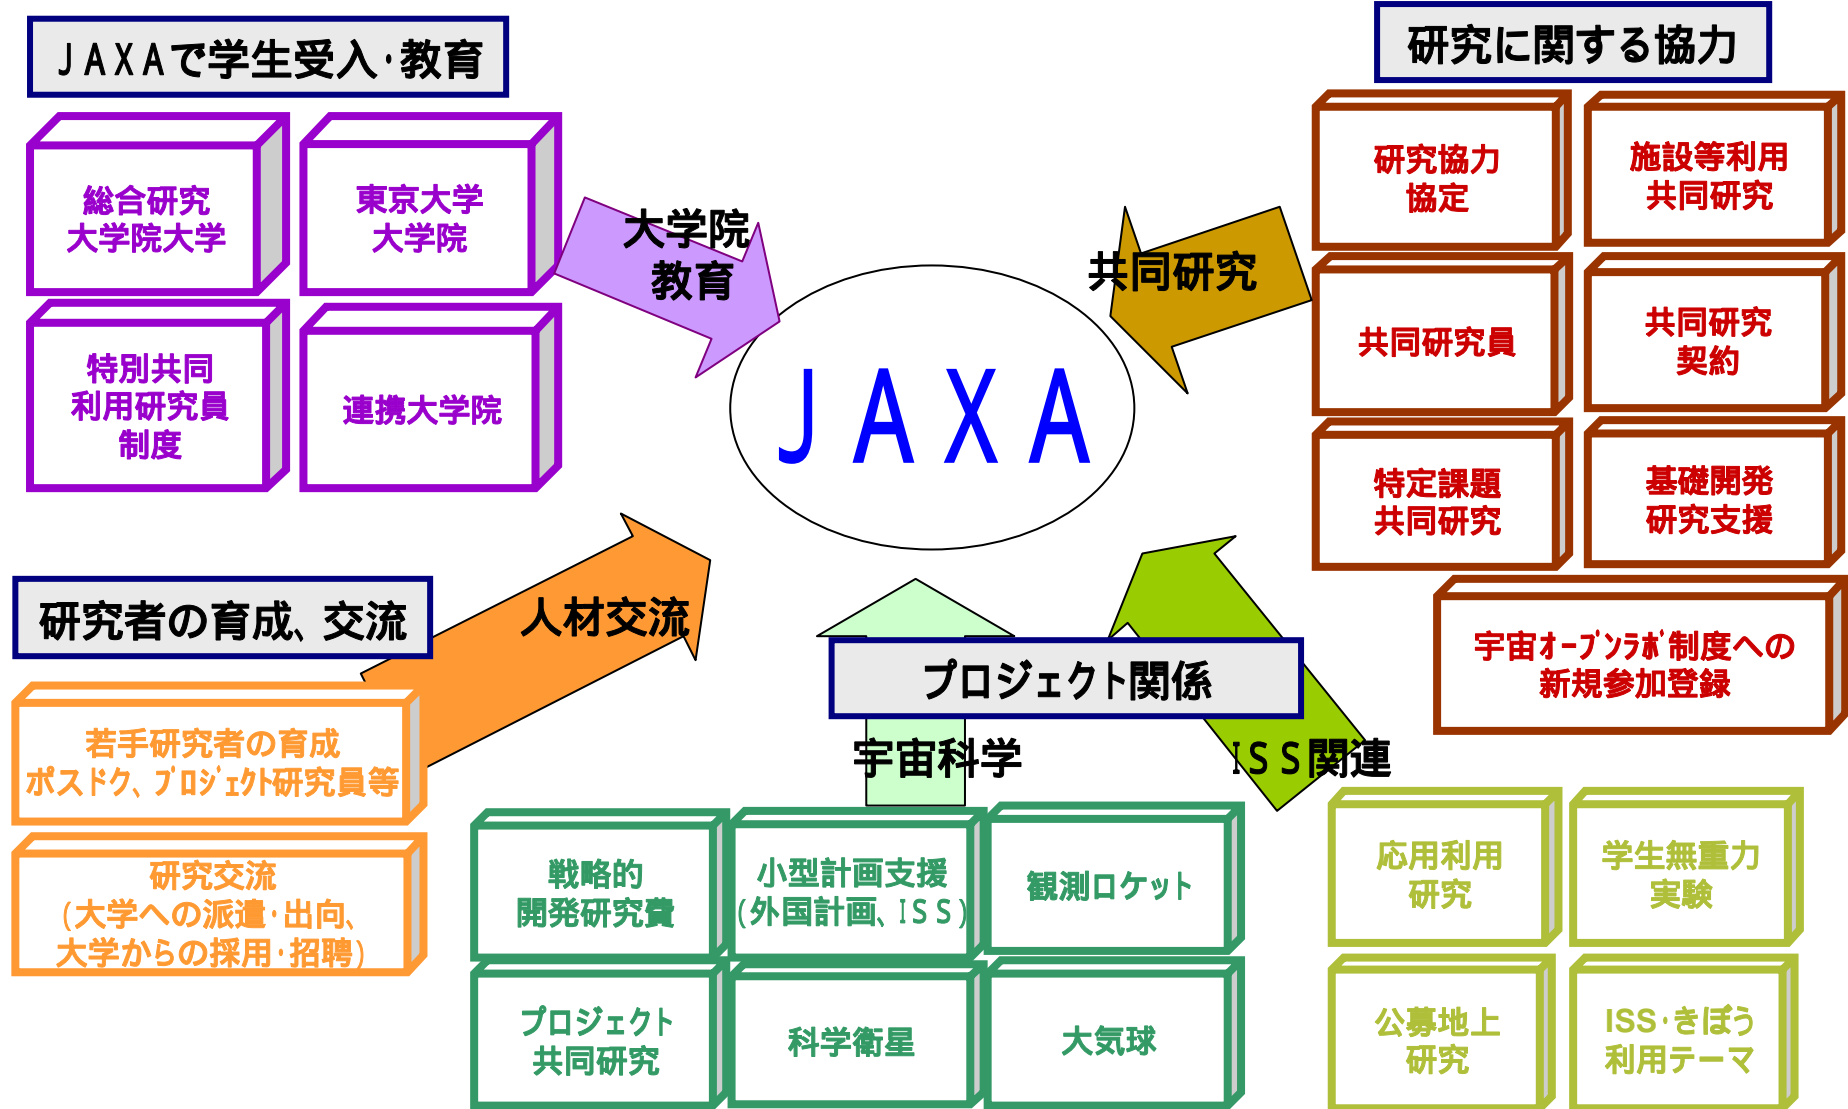 ＪＡＸＡで学生受入・教育
総合研究
大学院大学
東京大学
大学院
特別共同
利用研究員
制度
連携大学院
大学院
教育
研究に関する協力
研究協力
協定
施設等利用
共同研究
共同研究員
共同研究
契約
特定課題
共同研究
基礎開発
研究支援
宇宙ｵｰﾌﾟﾝﾗﾎﾞ制度への
新規参加登録
共同研究
ＪＡＸＡ
研究者の育成、交流
若手研究者の育成
ポスドク、ﾌﾟﾛｼﾞｪｸﾄ研究員等
研究交流
(大学への派遣・出向、
大学からの採用・招聘)
人材交流
プロジェクト関係
宇宙科学
ＩＳＳ関連
戦略的
開発研究費
小型計画支援
(外国計画、ＩＳＳ)
観測ロケット
プロジェクト
共同研究
科学衛星
大気球
応用利用
研究
学生無重力
実験
公募地上
研究
ISS・きぼう
利用テーマ